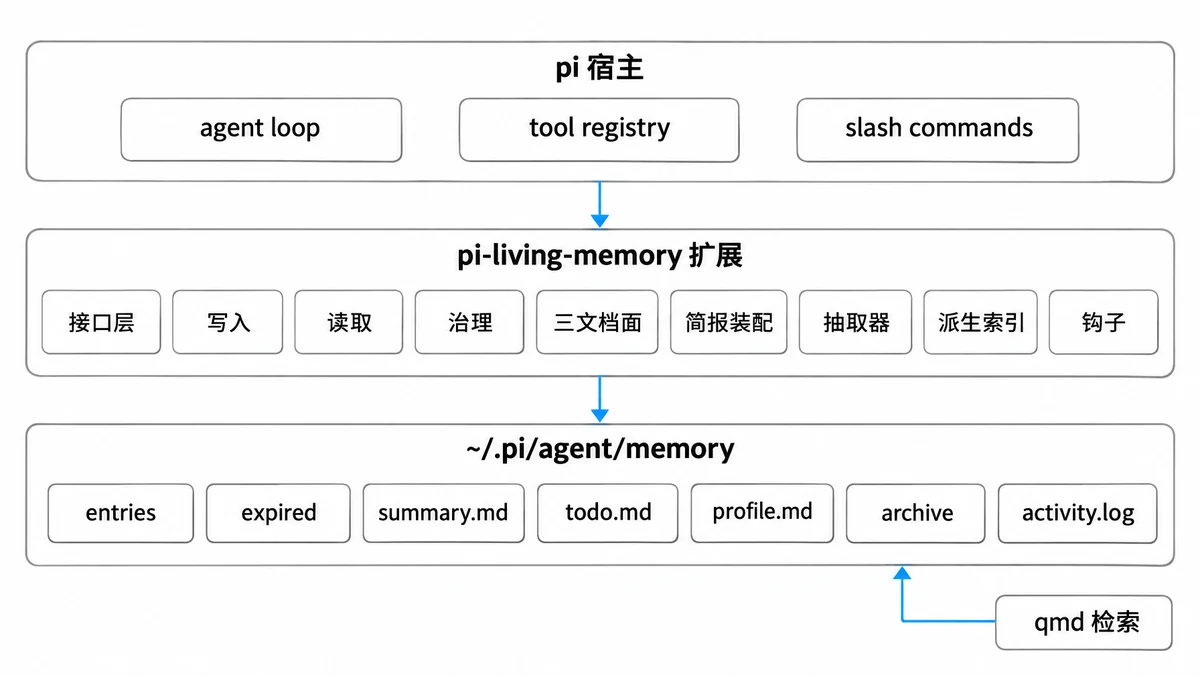 pi 宿主
agent loop
tool registry
slash commands
pi-living-memory 扩展
接口层
写入
读取
治理
三文档面
简报装配
抽取器
派生索引
钩子
~/.pi/agent/memory
entries
expired
summary.md
todo.md
profile.md
archive
activity.log
qmd 检索